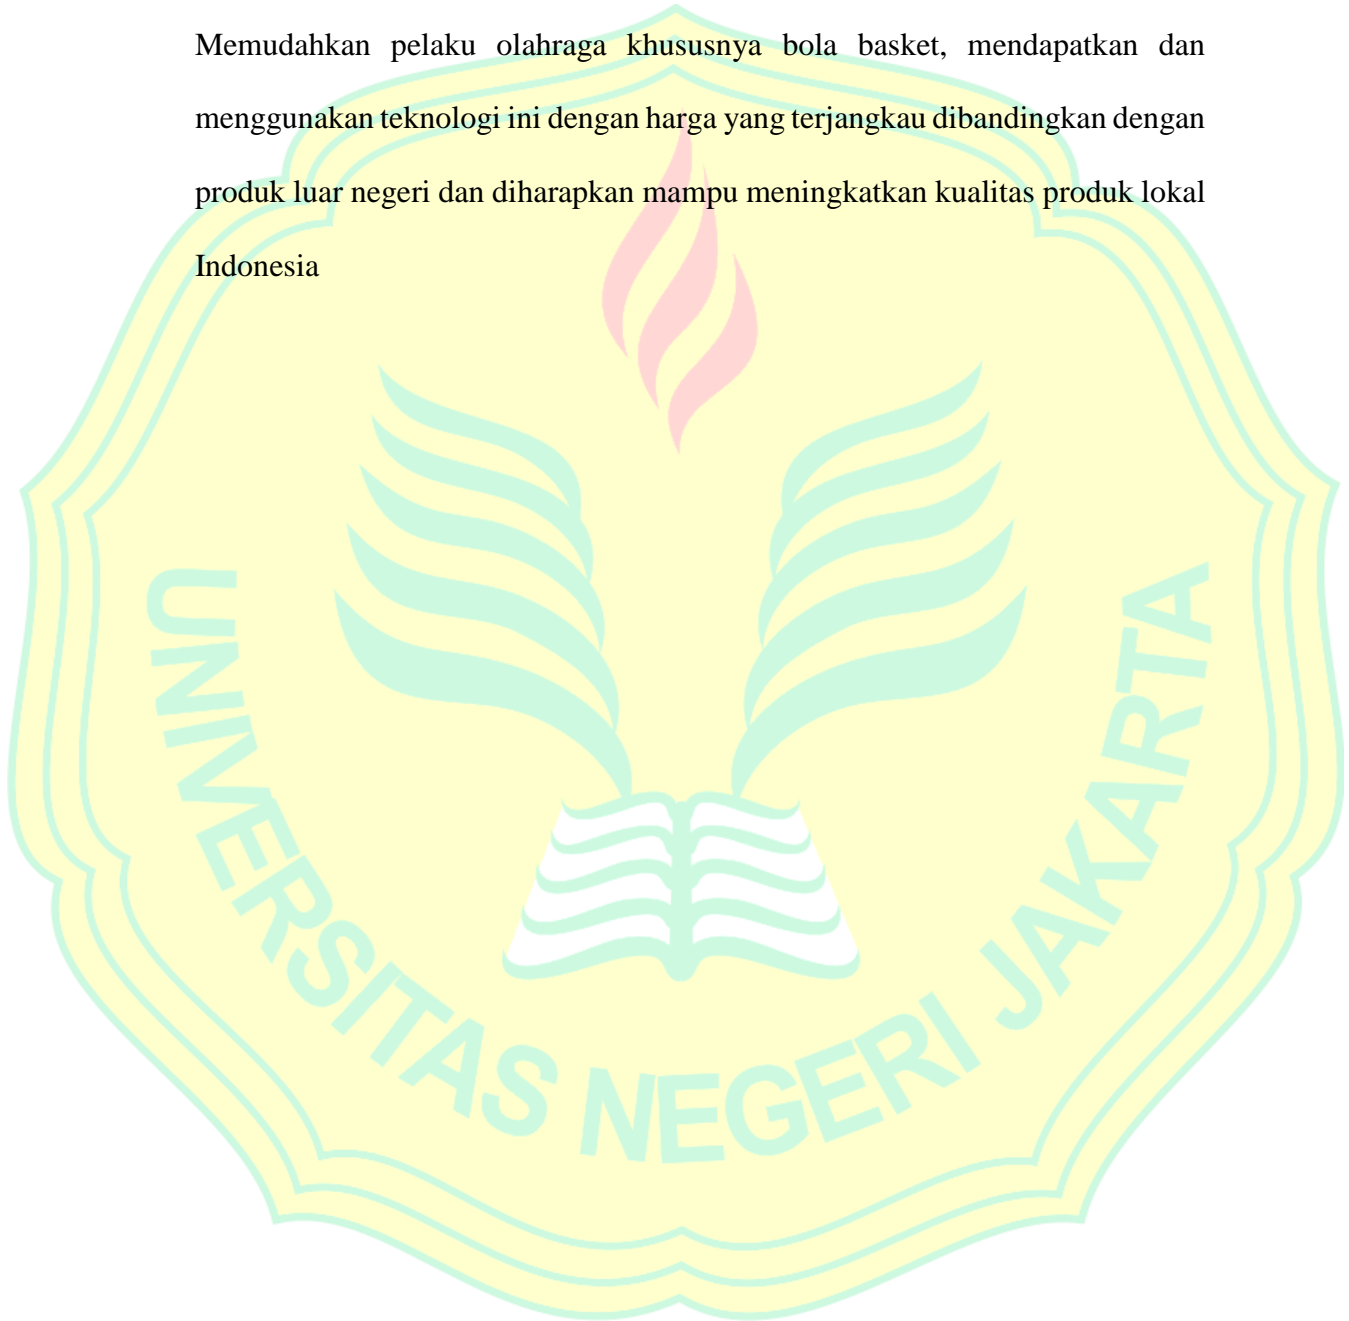 Memudahkan pelaku olahraga khususnya bola basket, mendapatkan dan
menggunakan teknologi ini dengan harga yang terjangkau dibandingkan dengan
produk luar negeri dan diharapkan mampu meningkatkan kualitas produk lokal
Indonesia
UNIVERSITAS NEGERI JAKARTA